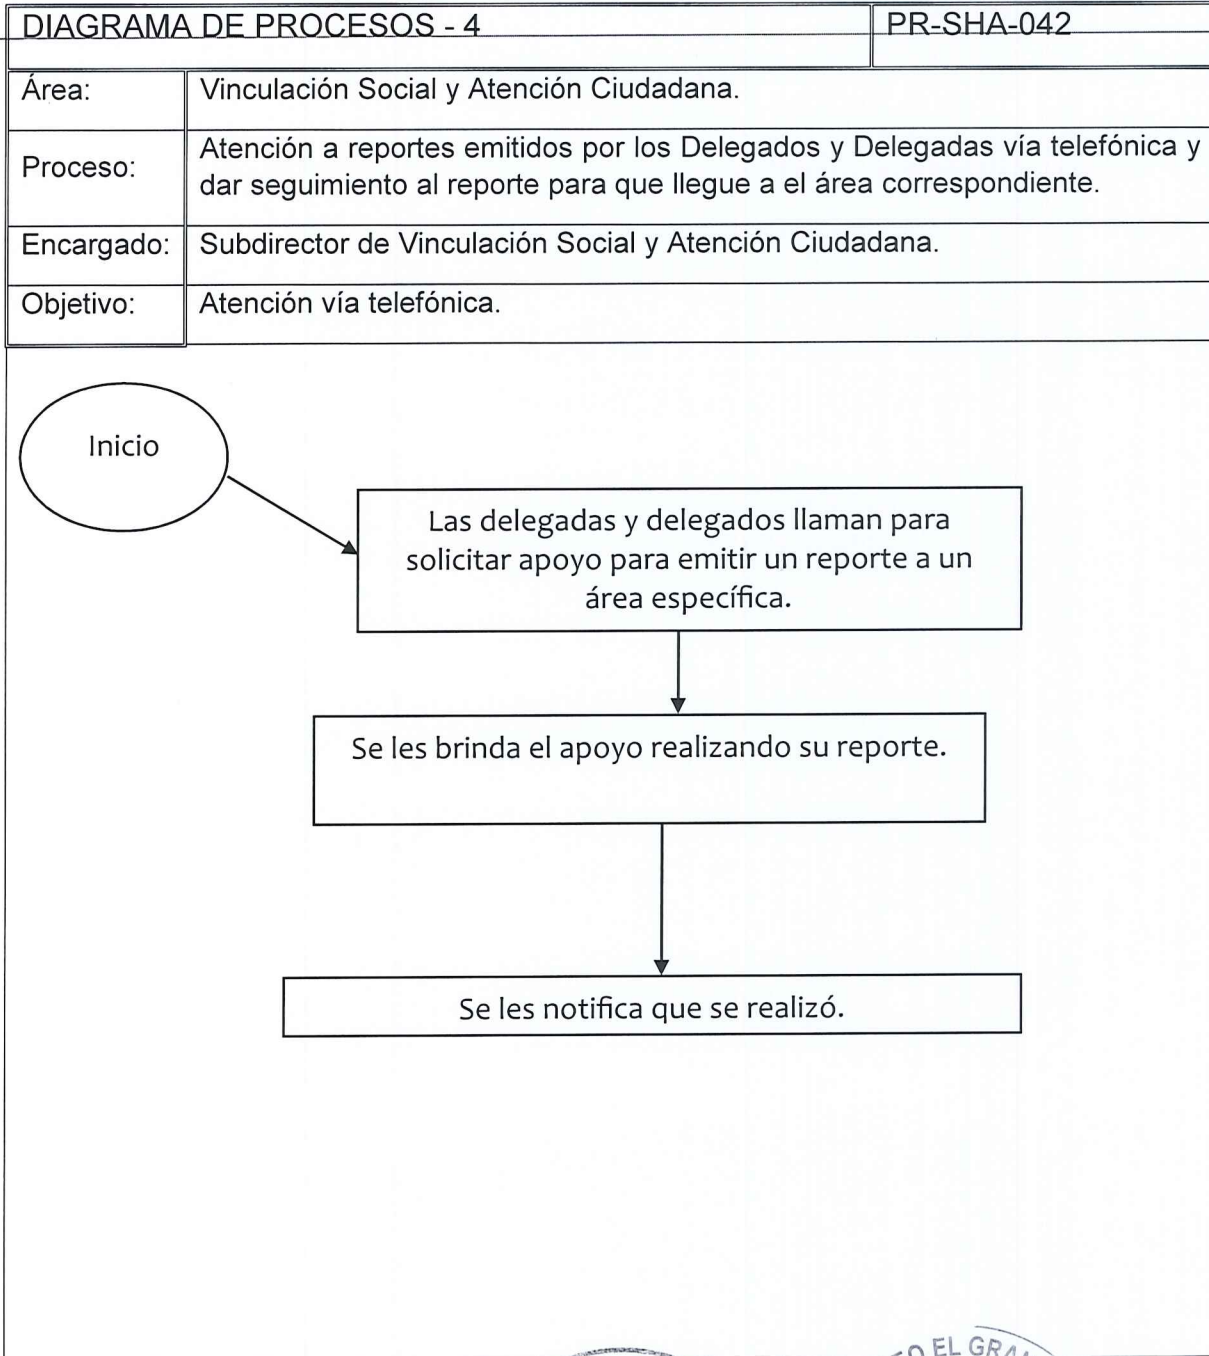 DIAGRAMA DE PROCESOS - 4
PR-SHA-042
Área:
Vinculación Social y Atención Ciudadana.
Proceso:
Atención a reportes emitidos por los Delegados y Delegadas vía telefónica y
dar seguimiento al reporte para que llegue a el área correspondiente.
Encargado:
Subdirector de Vinculación Social y Atención Ciudadana.
Objetivo:
Atención vía telefónica.
Inicio
Las delegadas y delegados llaman para
solicitar apoyo para emitir un reporte a un
área específica.
Se les brinda el apoyo realizando su reporte.
Se les notifica que se realizó.
EL